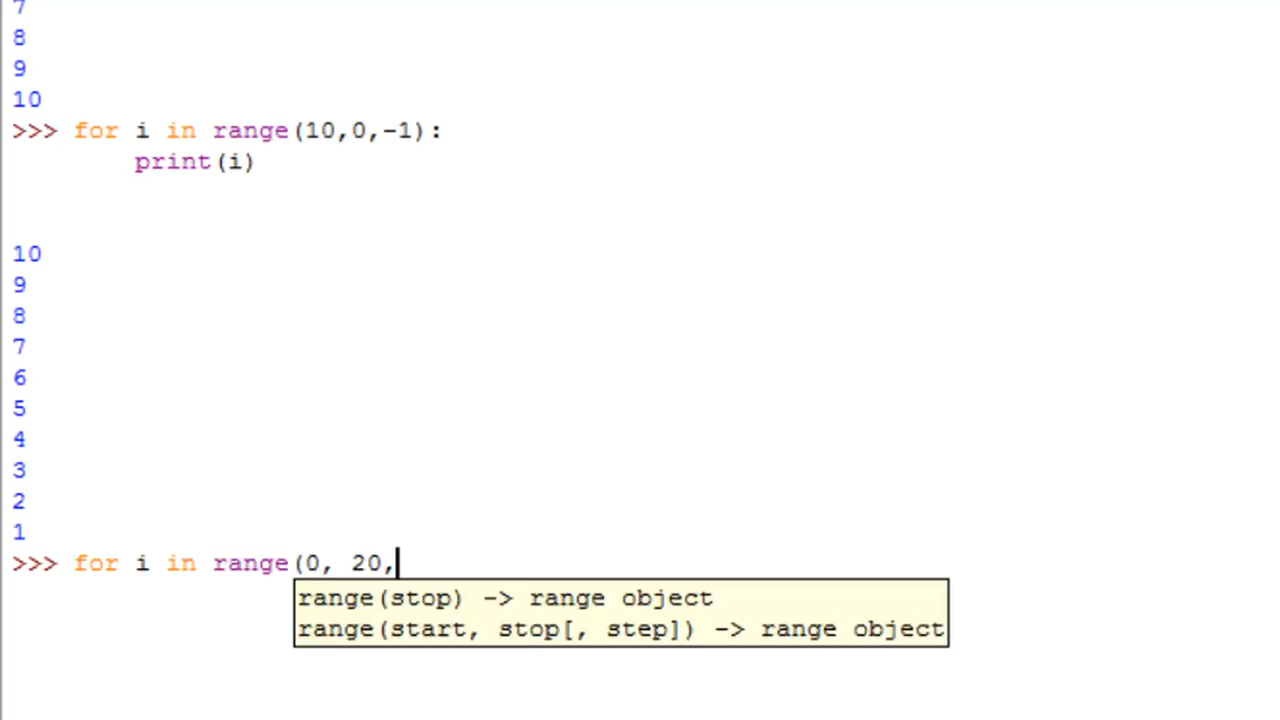 7
8
9
10
>>> for i in range(10,0,-1):
        print(i)
10
9
8
7
6
5
4
3
2
1
>>> for i in range(0, 20,
range(stop) -> range object
range(start, stop[, step]) -> range object